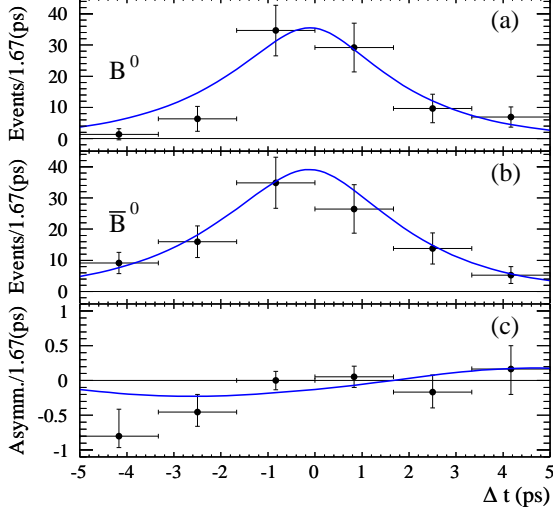 (a)
B⁰
Events/1.67(ps)
40
30
20
10
0
(b)
B̅⁰
Events/1.67(ps)
40
30
20
10
0
(c)
Asymm./1.67(ps)
1
0.5
0
-0.5
-1
-5 -4 -3 -2 -1 0 1 2 3 4 5
Δ t (ps)